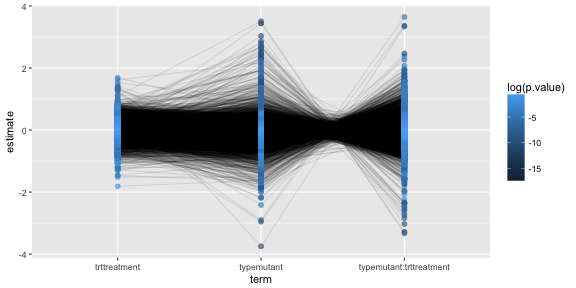 4
2
0
-2
-4
estimate
trttreatment
typemutant
typemutant:trttreatment
term
log(p.value)
-5
-10
-15